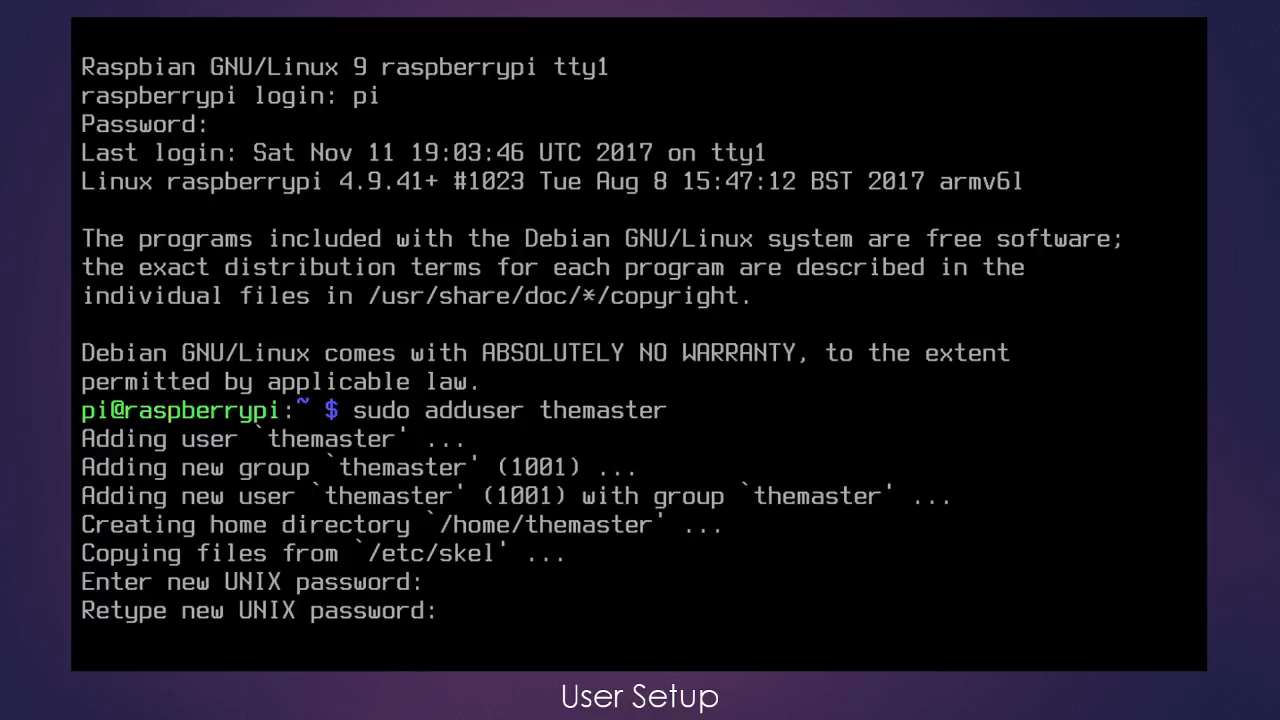 Raspbian GNU/Linux 9 raspberrypi tty1
raspberrypi login: pi
Password:
Last login: Sat Nov 11 19:03:46 UTC 2017 on tty1
Linux raspberrypi 4.9.41+ #1023 Tue Aug 8 15:47:12 BST 2017 armv6l
The programs included with the Debian GNU/Linux system are free software;
the exact distribution terms for each program are described in the
individual files in /usr/share/doc/*/copyright.
Debian GNU/Linux comes with ABSOLUTELY NO WARRANTY, to the extent
permitted by applicable law.
pi@raspberrypi:~ $ sudo adduser themaster
Adding user `themaster' ...
Adding new group `themaster' (1001) ...
Adding new user `themaster' (1001) with group `themaster' ...
Creating home directory `/home/themaster' ...
Copying files from `/etc/skel' ...
Enter new UNIX password:
Retype new UNIX password:
User Setup